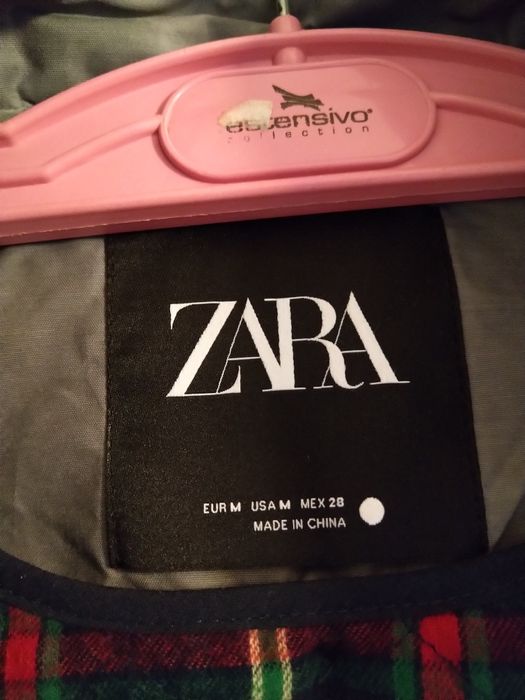 estensivo®
collection
ZARA
EUR M USA M MEX 28
MADE IN CHINA